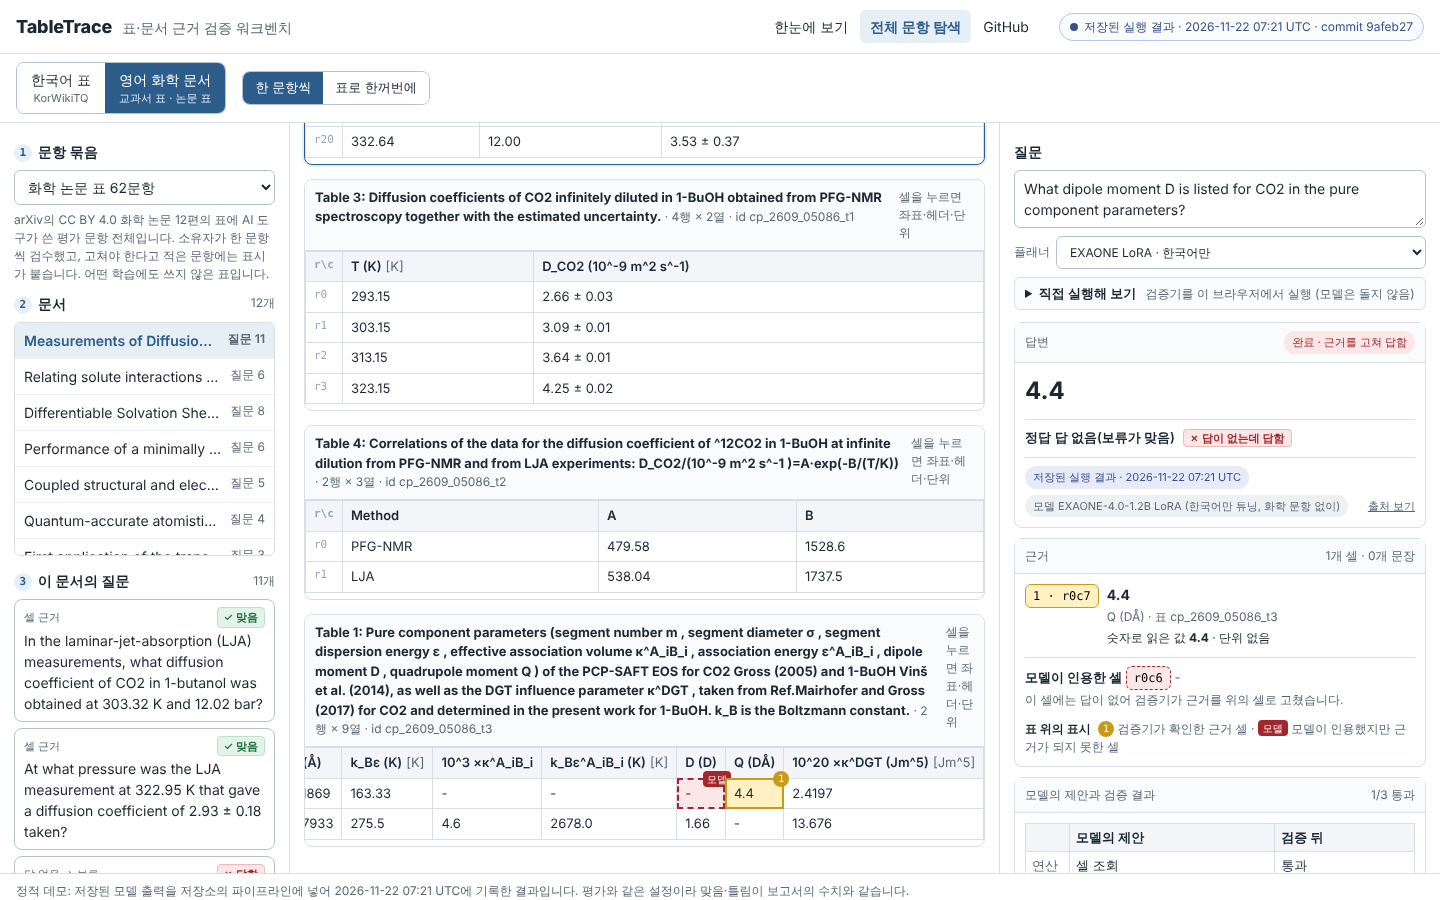 TableTrace 표·문서 근거 검증 워크벤치
한눈에 보기 전체 문항 탐색 GitHub
저장된 실행 결과 · 2026-11-22 07:21 UTC · commit 9afeb27
한국어 표
KorWikiTQ
영어 화학 문서
교과서 표 · 논문 표
한 문항씩 표로 한꺼번에
1 문항 묶음
화학 논문 표 62문항
arXiv의 CC BY 4.0 화학 논문 12편의 표에 AI 도
구가 쓴 평가 문항 전체입니다. 소유자가 한 문항
씩 검수했고, 고쳐야 한다고 적은 문항에는 표시
가 붙습니다. 어떤 학습에도 쓰지 않은 표입니다.
2 문서 12개
Measurements of Diffusio... 질문 11
Relating solute interactions ... 질문 6
Differentiable Solvation She... 질문 8
Performance of a minimally ... 질문 6
Coupled structural and elec... 질문 5
Quantum-accurate atomisti... 질문 4
3 이 문서의 질문 11개
셀 근거 ✓ 맞음
In the laminar-jet-absorption (LJA)
measurements, what diffusion
coefficient of CO2 in 1-butanol was
obtained at 303.32 K and 12.02 bar?
셀 근거 ✓ 맞음
At what pressure was the LJA
measurement at 322.95 K that gave
a diffusion coefficient of 2.93 ± 0.18
taken?
r20 332.64 12.00 3.53 ± 0.37
Table 3: Diffusion coefficients of CO2 infinitely diluted in 1-BuOH obtained from PFG-NMR
spectroscopy together with the estimated uncertainty. · 4행 × 2열 · id cp_2609_05086_t1
셀을 누르면
좌표·헤더·단
위
r\c T (K) [K] D_CO2 (10^-9 m^2 s^-1)
r0 293.15 2.66 ± 0.03
r1 303.15 3.09 ± 0.01
r2 313.15 3.64 ± 0.01
r3 323.15 4.25 ± 0.02
Table 4: Correlations of the data for the diffusion coefficient of ^12CO2 in 1-BuOH at infinite
dilution from PFG-NMR and from LJA experiments: D_CO2/(10^-9 m^2 s^-1 )=A·exp(-B/(T/K))
· 2행 × 3열 · id cp_2609_05086_t2
셀을 누르
면 좌표·헤
더·단위
r\c Method A B
r0 PFG-NMR 479.58 1528.6
r1 LJA 538.04 1737.5
Table 1: Pure component parameters (segment number m , segment diameter σ , segment
dispersion energy ε , effective association volume κ^A_iB_i , association energy ε^A_iB_i , dipole
moment D , quadrupole moment Q ) of the PCP-SAFT EOS for CO2 Gross (2005) and 1-BuOH Vinš
et al. (2014), as well as the DGT influence parameter κ^DGT , taken from Ref.Mairhofer and Gross
(2017) for CO2 and determined in the present work for 1-BuOH. k_B is the Boltzmann constant. · 2
행 × 9열 · id cp_2609_05086_t3
셀을
누르
면 좌
표·헤
더·단
위
(Å) k_Bε (K) [K] 10^3 ×κ^A_iB_i k_Bε^A_iB_i (K) [K] D (D) Q (DÅ) 10^20 ×κ^DGT (Jm^5) [Jm^5]
모델 1
869 163.33 - - - 4.4 2.4197
7933 275.5 4.6 2678.0 1.66 - 13.676
질문
What dipole moment D is listed for CO2 in the pure
component parameters?
플래너 EXAONE LoRA · 한국어만
▶ 직접 실행해 보기 검증기를 이 브라우저에서 실행 (모델은 돌지 않음)
답변 완료 · 근거를 고쳐 답함
4.4
정답 답 없음(보류가 맞음) × 답이 없는데 답함
저장된 실행 결과 · 2026-11-22 07:21 UTC
모델 EXAONE-4.0-1.2B LoRA (한국어만 튜닝, 화학 문항 없이) 출처 보기
근거 1개 셀 · 0개 문장
1 · r0c7 4.4
Q (DÅ) · 표 cp_2609_05086_t3
숫자로 읽은 값 4.4 · 단위 없음
모델이 인용한 셀 r0c6 -
이 셀에는 답이 없어 검증기가 근거를 위의 셀로 고쳤습니다.
표 위의 표시 1 검증기가 확인한 근거 셀 · 모델 모델이 인용했지만 근
거가 되지 못한 셀
모델의 제안과 검증 결과 1/3 통과
모델의 제안 검증 뒤
연산 셀 조회 통과
정적 데모: 저장된 모델 출력을 저장소의 파이프라인에 넣어 2026-11-22 07:21 UTC에 기록한 결과입니다. 평가와 같은 설정이라 맞음·틀림이 보고서의 수치와 같습니다.